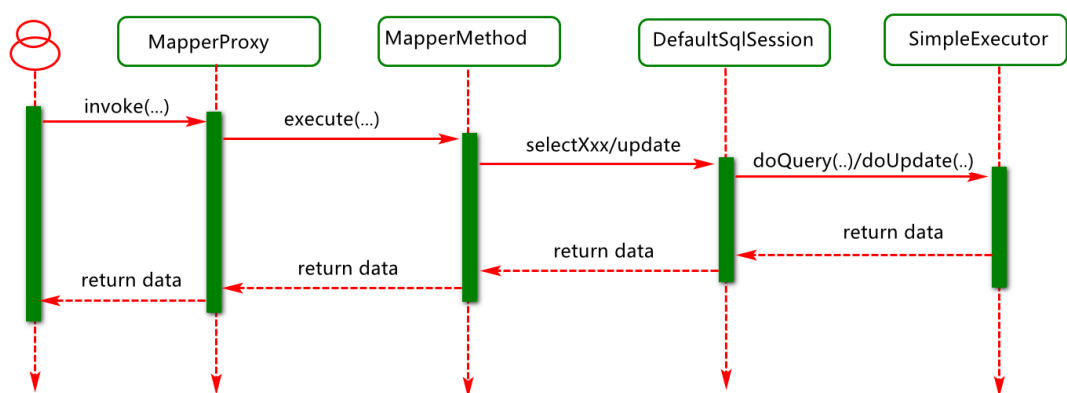 MapperProxy
MapperMethod
DefaultSqlSession
SimpleExecutor
invoke(...)
execute(...)
selectXxx/update
doQuery(..)/doUpdate(..)
return data
return data
return data
return data